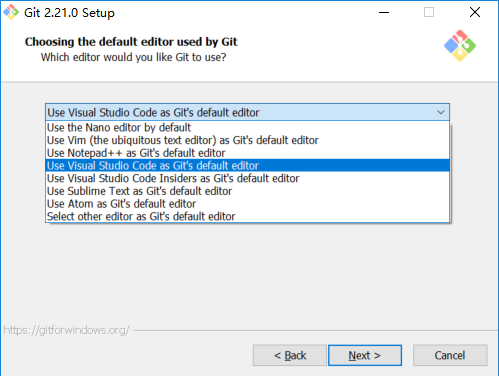 Git 2.21.0 Setup
Choosing the default editor used by Git
Which editor would you like Git to use?
Use Visual Studio Code as Git's default editor
Use the Nano editor by default
Use Vim (the ubiquitous text editor) as Git's default editor
Use Notepad++ as Git's default editor
Use Visual Studio Code as Git's default editor
Use Visual Studio Code Insiders as Git's default editor
Use Sublime Text as Git's default editor
Use Atom as Git's default editor
Select other editor as Git's default editor
https://gitforwindows.org/
< Back
Next >
Cancel